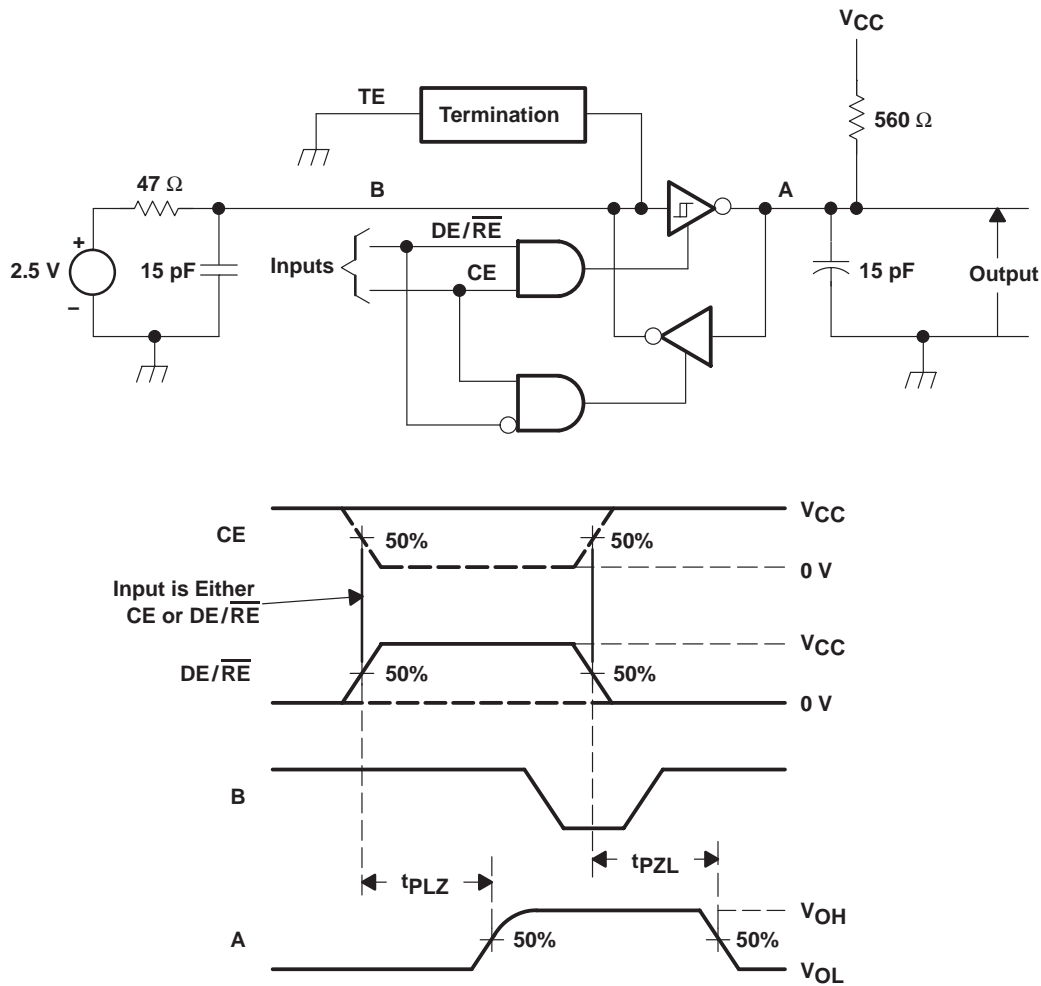 VCC
TE
Termination
560 Ω
47 Ω
B
A
DE/RE
+
2.5 V
−
15 pF
Inputs
CE
15 pF
Output
CE
50%
50%
VCC
0 V
Input is Either
CE or DE/RE
VCC
DE/RE
50%
50%
0 V
B
tPLZ
tPZL
VOH
A
50%
50%
VOL